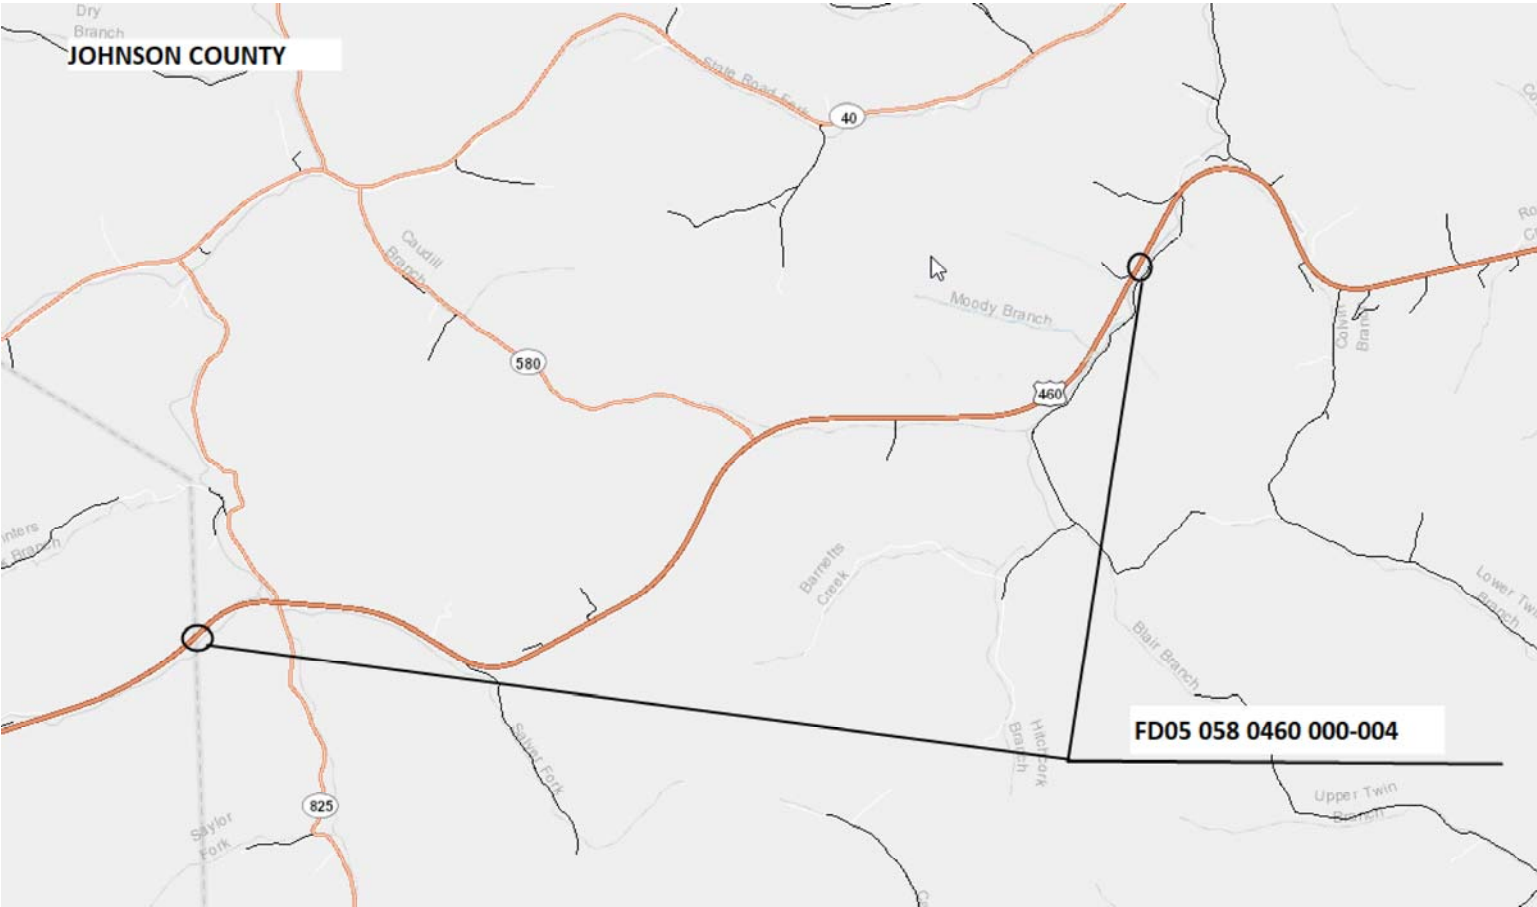 Dry
Branch
JOHNSON COUNTY
State Road Fork
40
Caudill
Branch
Moody Branch
580
460
Colvin
Branch
Barnetts
Creek
Lower Twin
Branch
Blair Branch
Hitchcork
Branch
FD05 058 0460 000-004
Salyer Fork
825
Saylor
Fork
Upper Twin
Branch